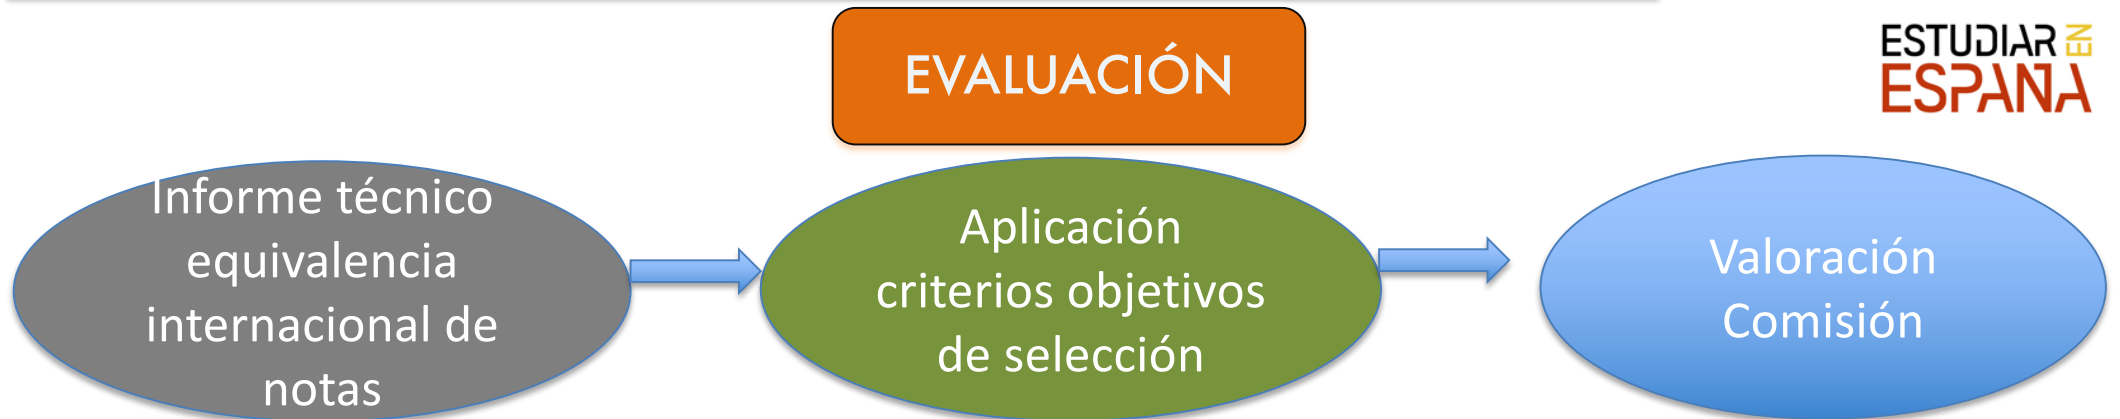 EVALUACIÓN
ESTUDIAR EN
ESPAÑA
Informe técnico
equivalencia
internacional de
notas
Aplicación
criterios objetivos
de selección
Valoración
Comisión